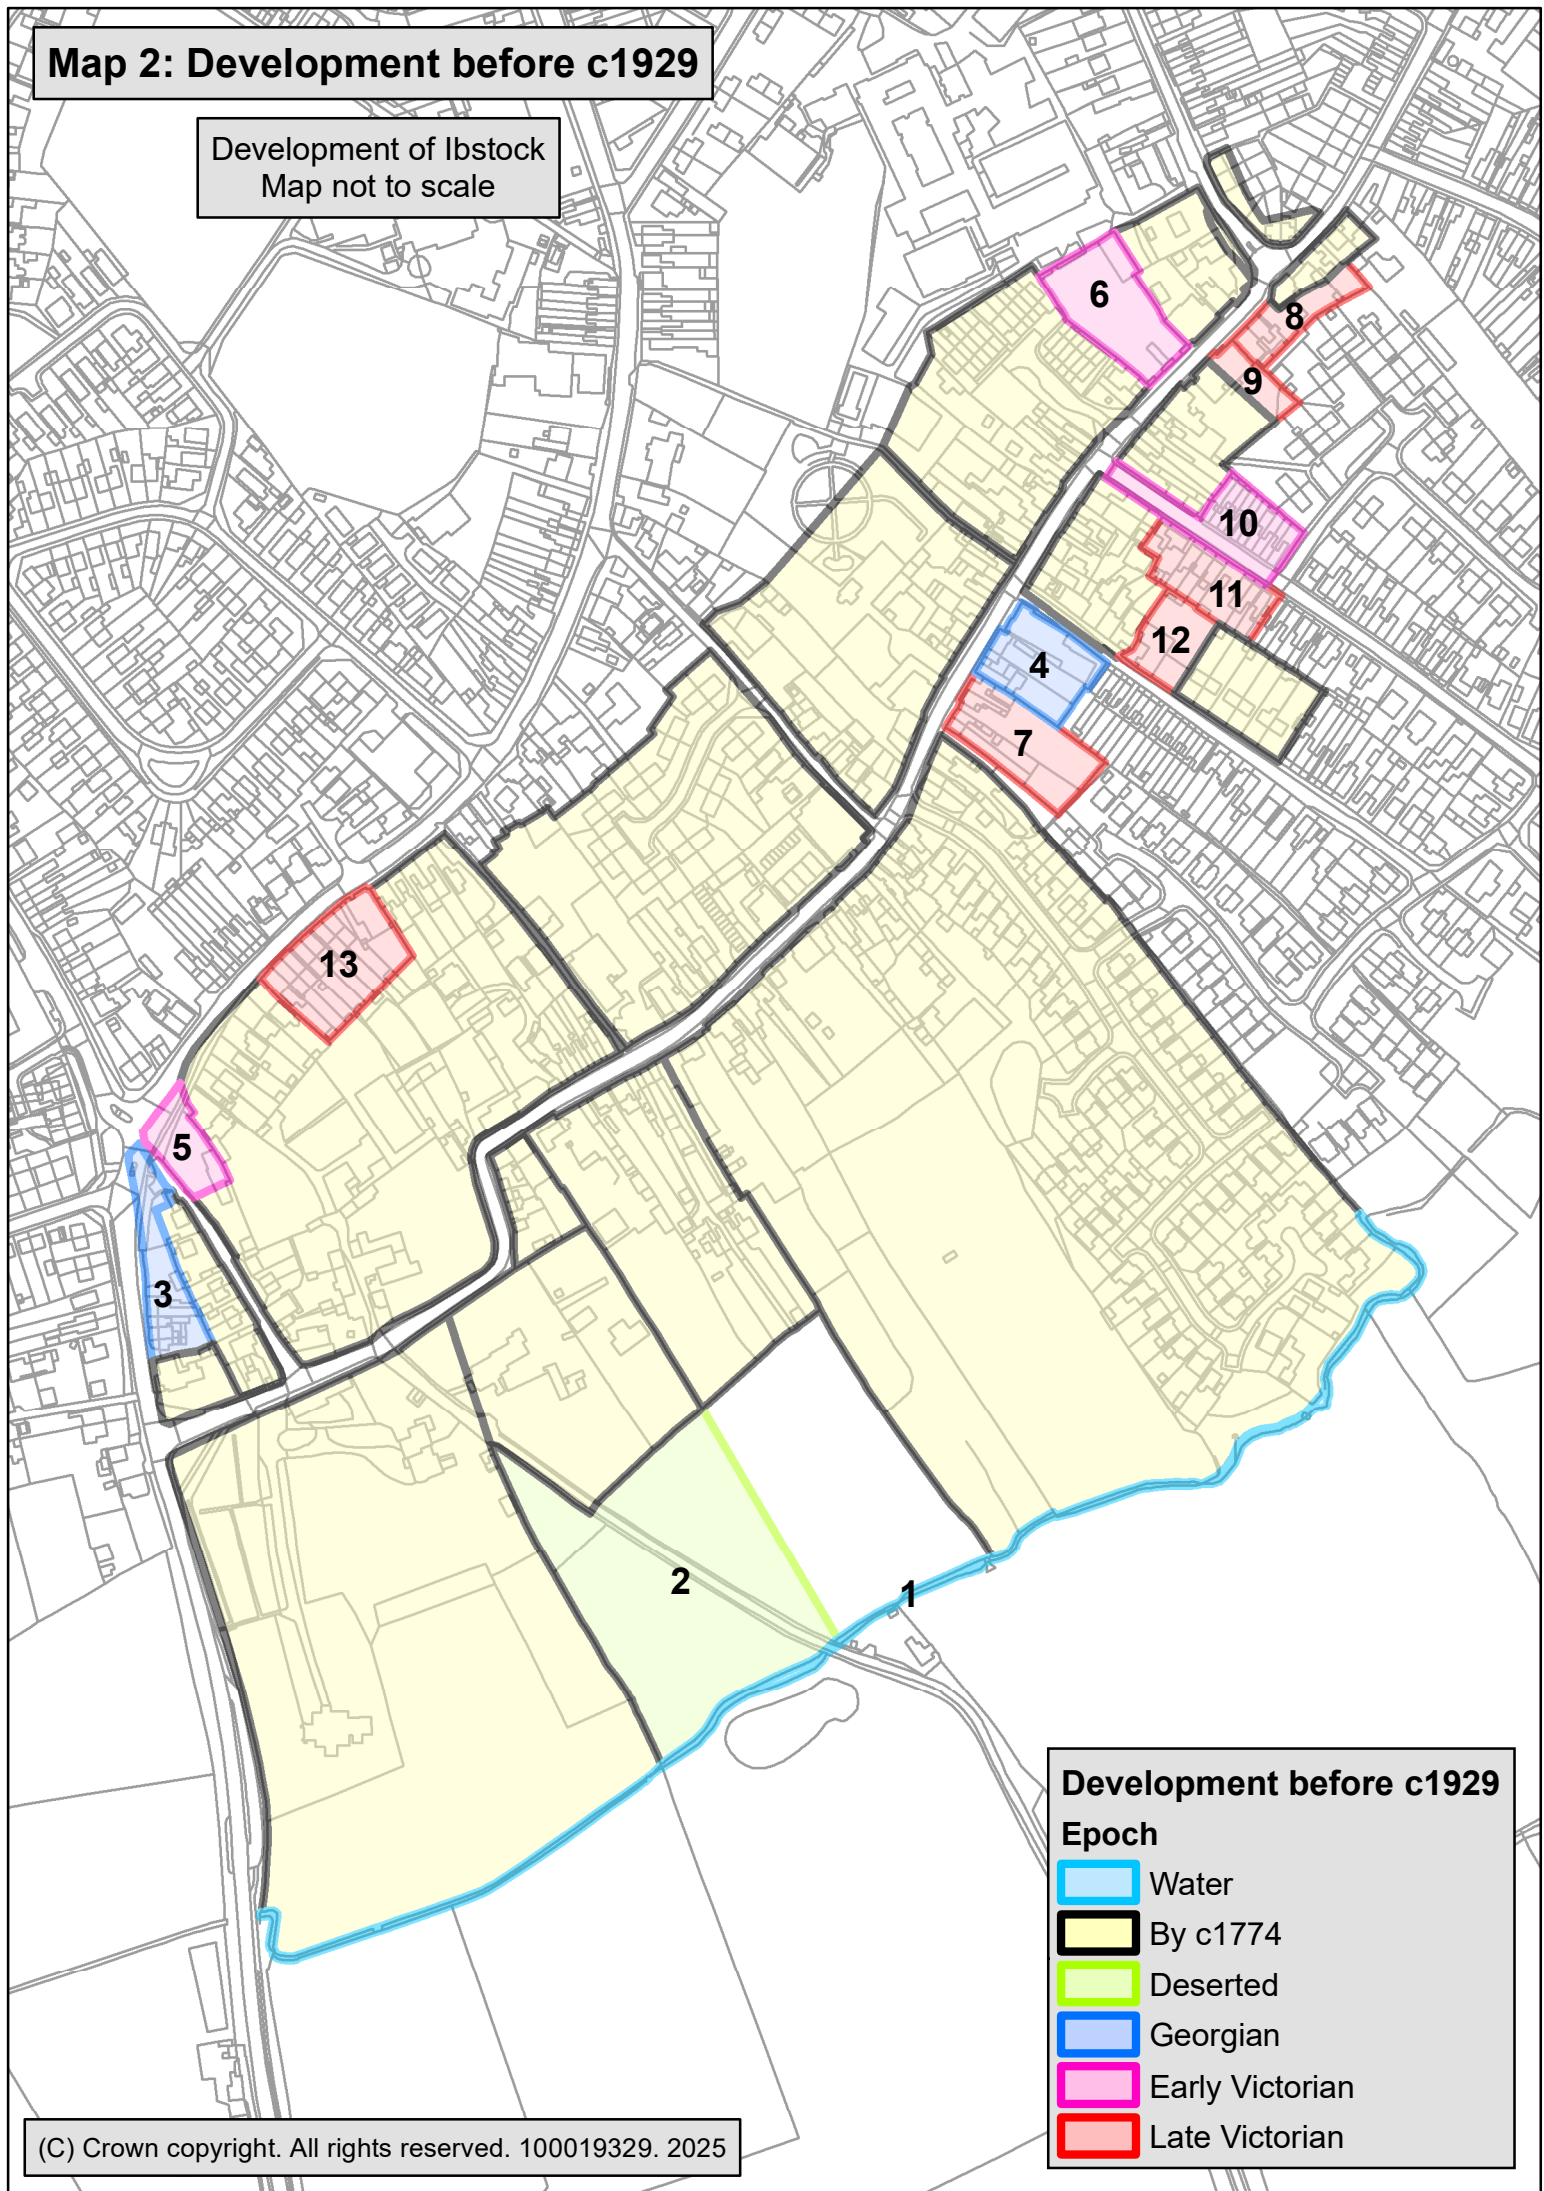 Map 2: Development before c1929
Development of Ibstock
Map not to scale
6
8
9
10
11
12
4
7
13
5
3
2
1
Development before c1929
Epoch
Water
By c1774
Deserted
Georgian
Early Victorian
Late Victorian
(C) Crown copyright. All rights reserved. 100019329. 2025